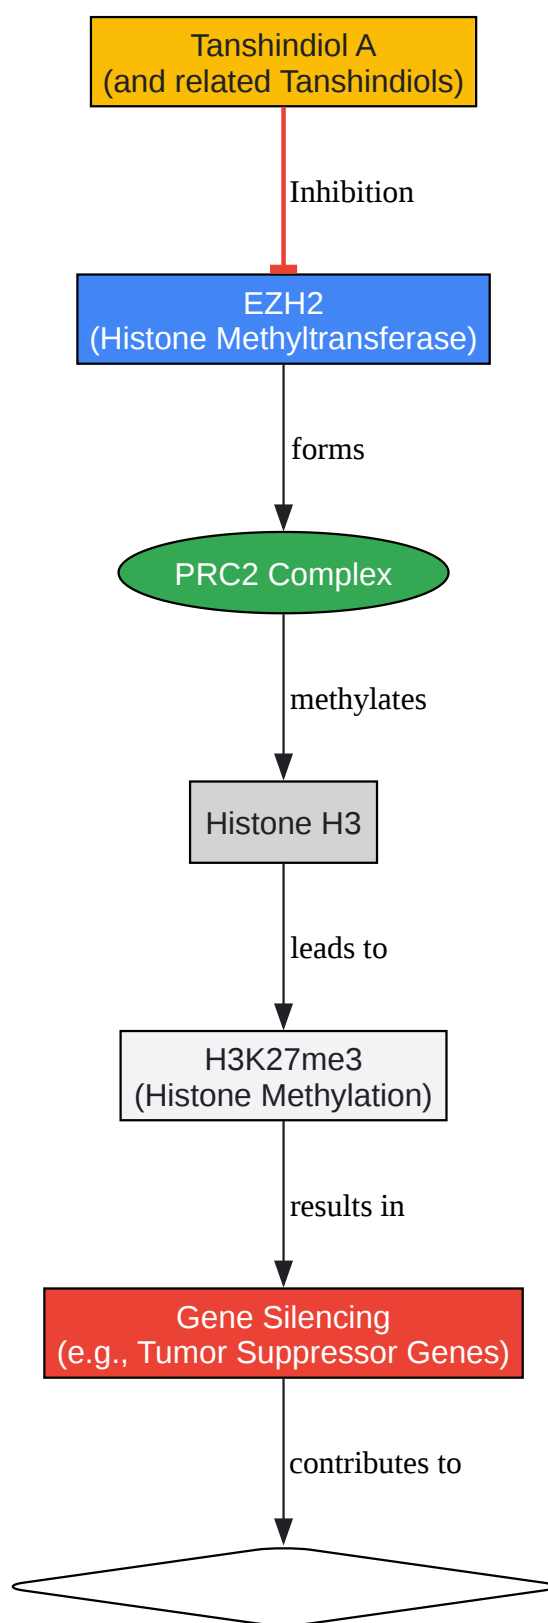 Tanshindiol A
(and related Tanshindiols)
Inhibition
EZH2
(Histone Methyltransferase)
forms
PRC2 Complex
methylates
Histone H3
leads to
H3K27me3
(Histone Methylation)
results in
Gene Silencing
(e.g., Tumor Suppressor Genes)
contributes to